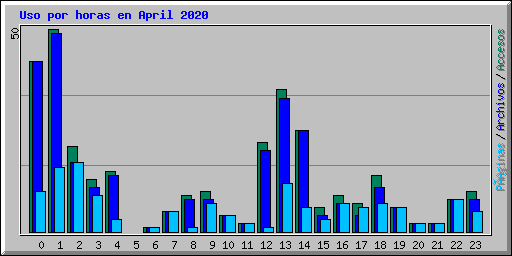 Uso por horas en April 2020
50
Páginas / Archivos / Accesos
0 1 2 3 4 5 6 7 8 9 10 11 12 13 14 15 16 17 18 19 20 21 22 23